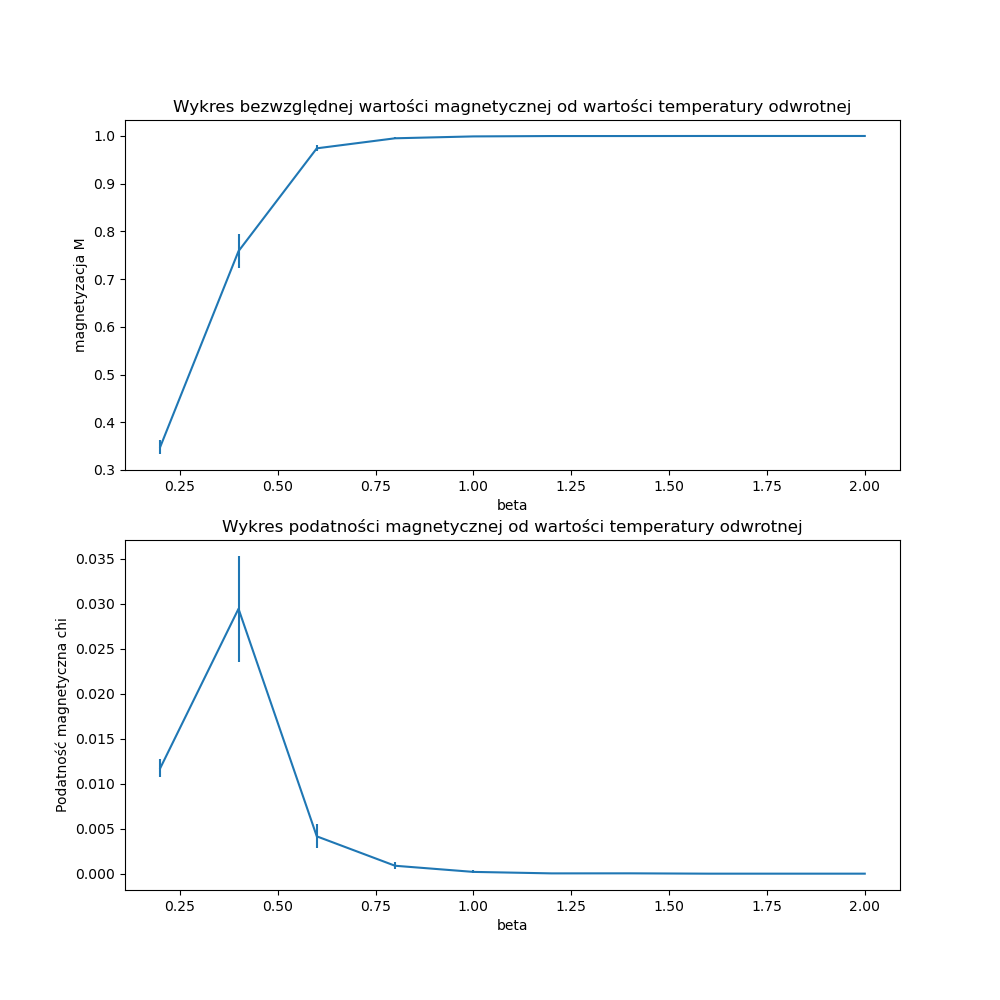 Wykres bezwzględnej wartości magnetycznej od wartości temperatury odwrotnej
1.0
0.9
0.8
0.7
0.6
0.5
0.4
0.3
magnetyzacja M
0.25 0.50 0.75 1.00 1.25 1.50 1.75 2.00
beta
Wykres podatności magnetycznej od wartości temperatury odwrotnej
0.035
0.030
0.025
0.020
0.015
0.010
0.005
0.000
Podatność magnetyczna chi
0.25 0.50 0.75 1.00 1.25 1.50 1.75 2.00
beta